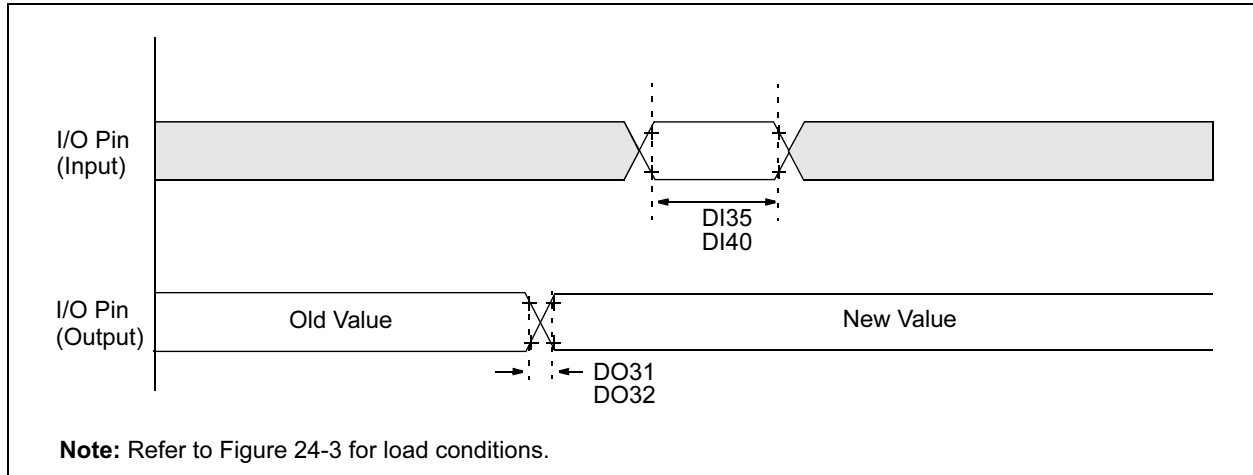 I/O Pin
(Input)
DI35
DI40
I/O Pin
(Output)
Old Value
New Value
DO31
DO32
Note: Refer to Figure 24-3 for load conditions.